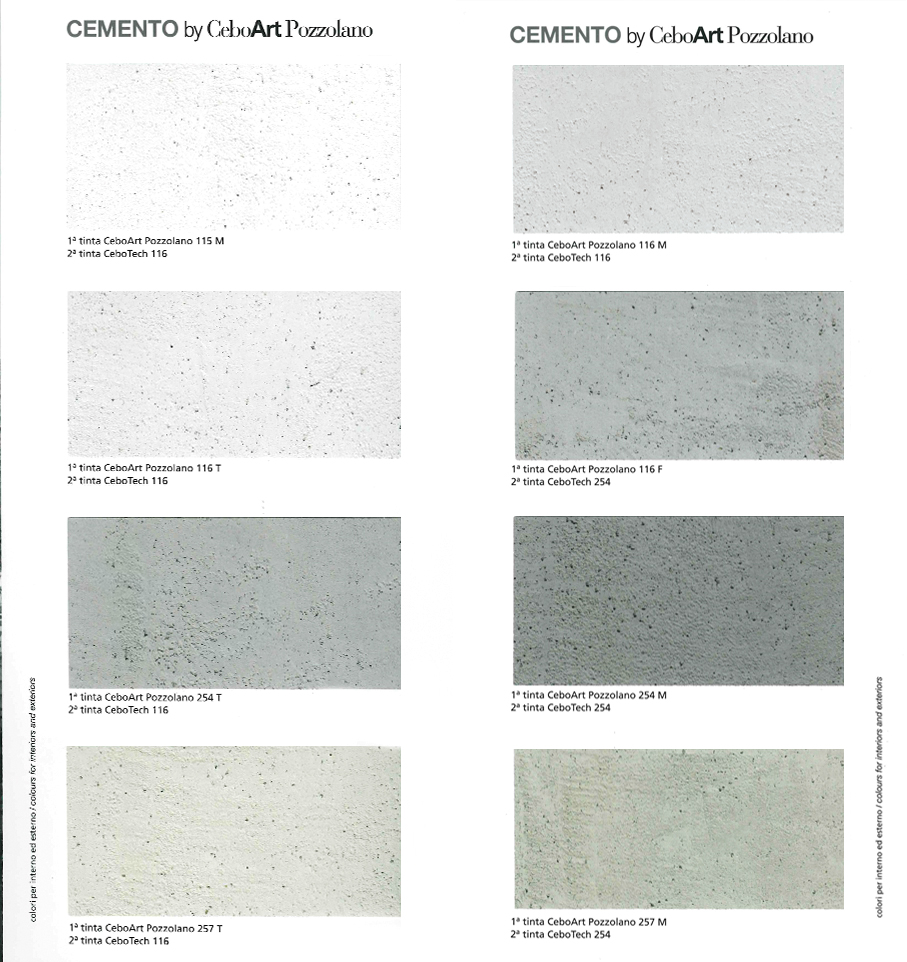 CEMENTO by CeboArt Pozzolano
1ª tinta CeboArt Pozzolano 115 M
2ª tinta CeboTech 116
1ª tinta CeboArt Pozzolano 116 T
2ª tinta CeboTech 116
1ª tinta CeboArt Pozzolano 254 T
2ª tinta CeboTech 116
1ª tinta CeboArt Pozzolano 257 T
2ª tinta CeboTech 116
colori per interno ed esterno / colours for interiors and exteriors
CEMENTO by CeboArt Pozzolano
1ª tinta CeboArt Pozzolano 116 M
2ª tinta CeboTech 116
1ª tinta CeboArt Pozzolano 116 F
2ª tinta CeboTech 254
1ª tinta CeboArt Pozzolano 254 M
2ª tinta CeboTech 254
1ª tinta CeboArt Pozzolano 257 M
2ª tinta CeboTech 254
colori per interno ed esterno / colours for interiors and exteriors